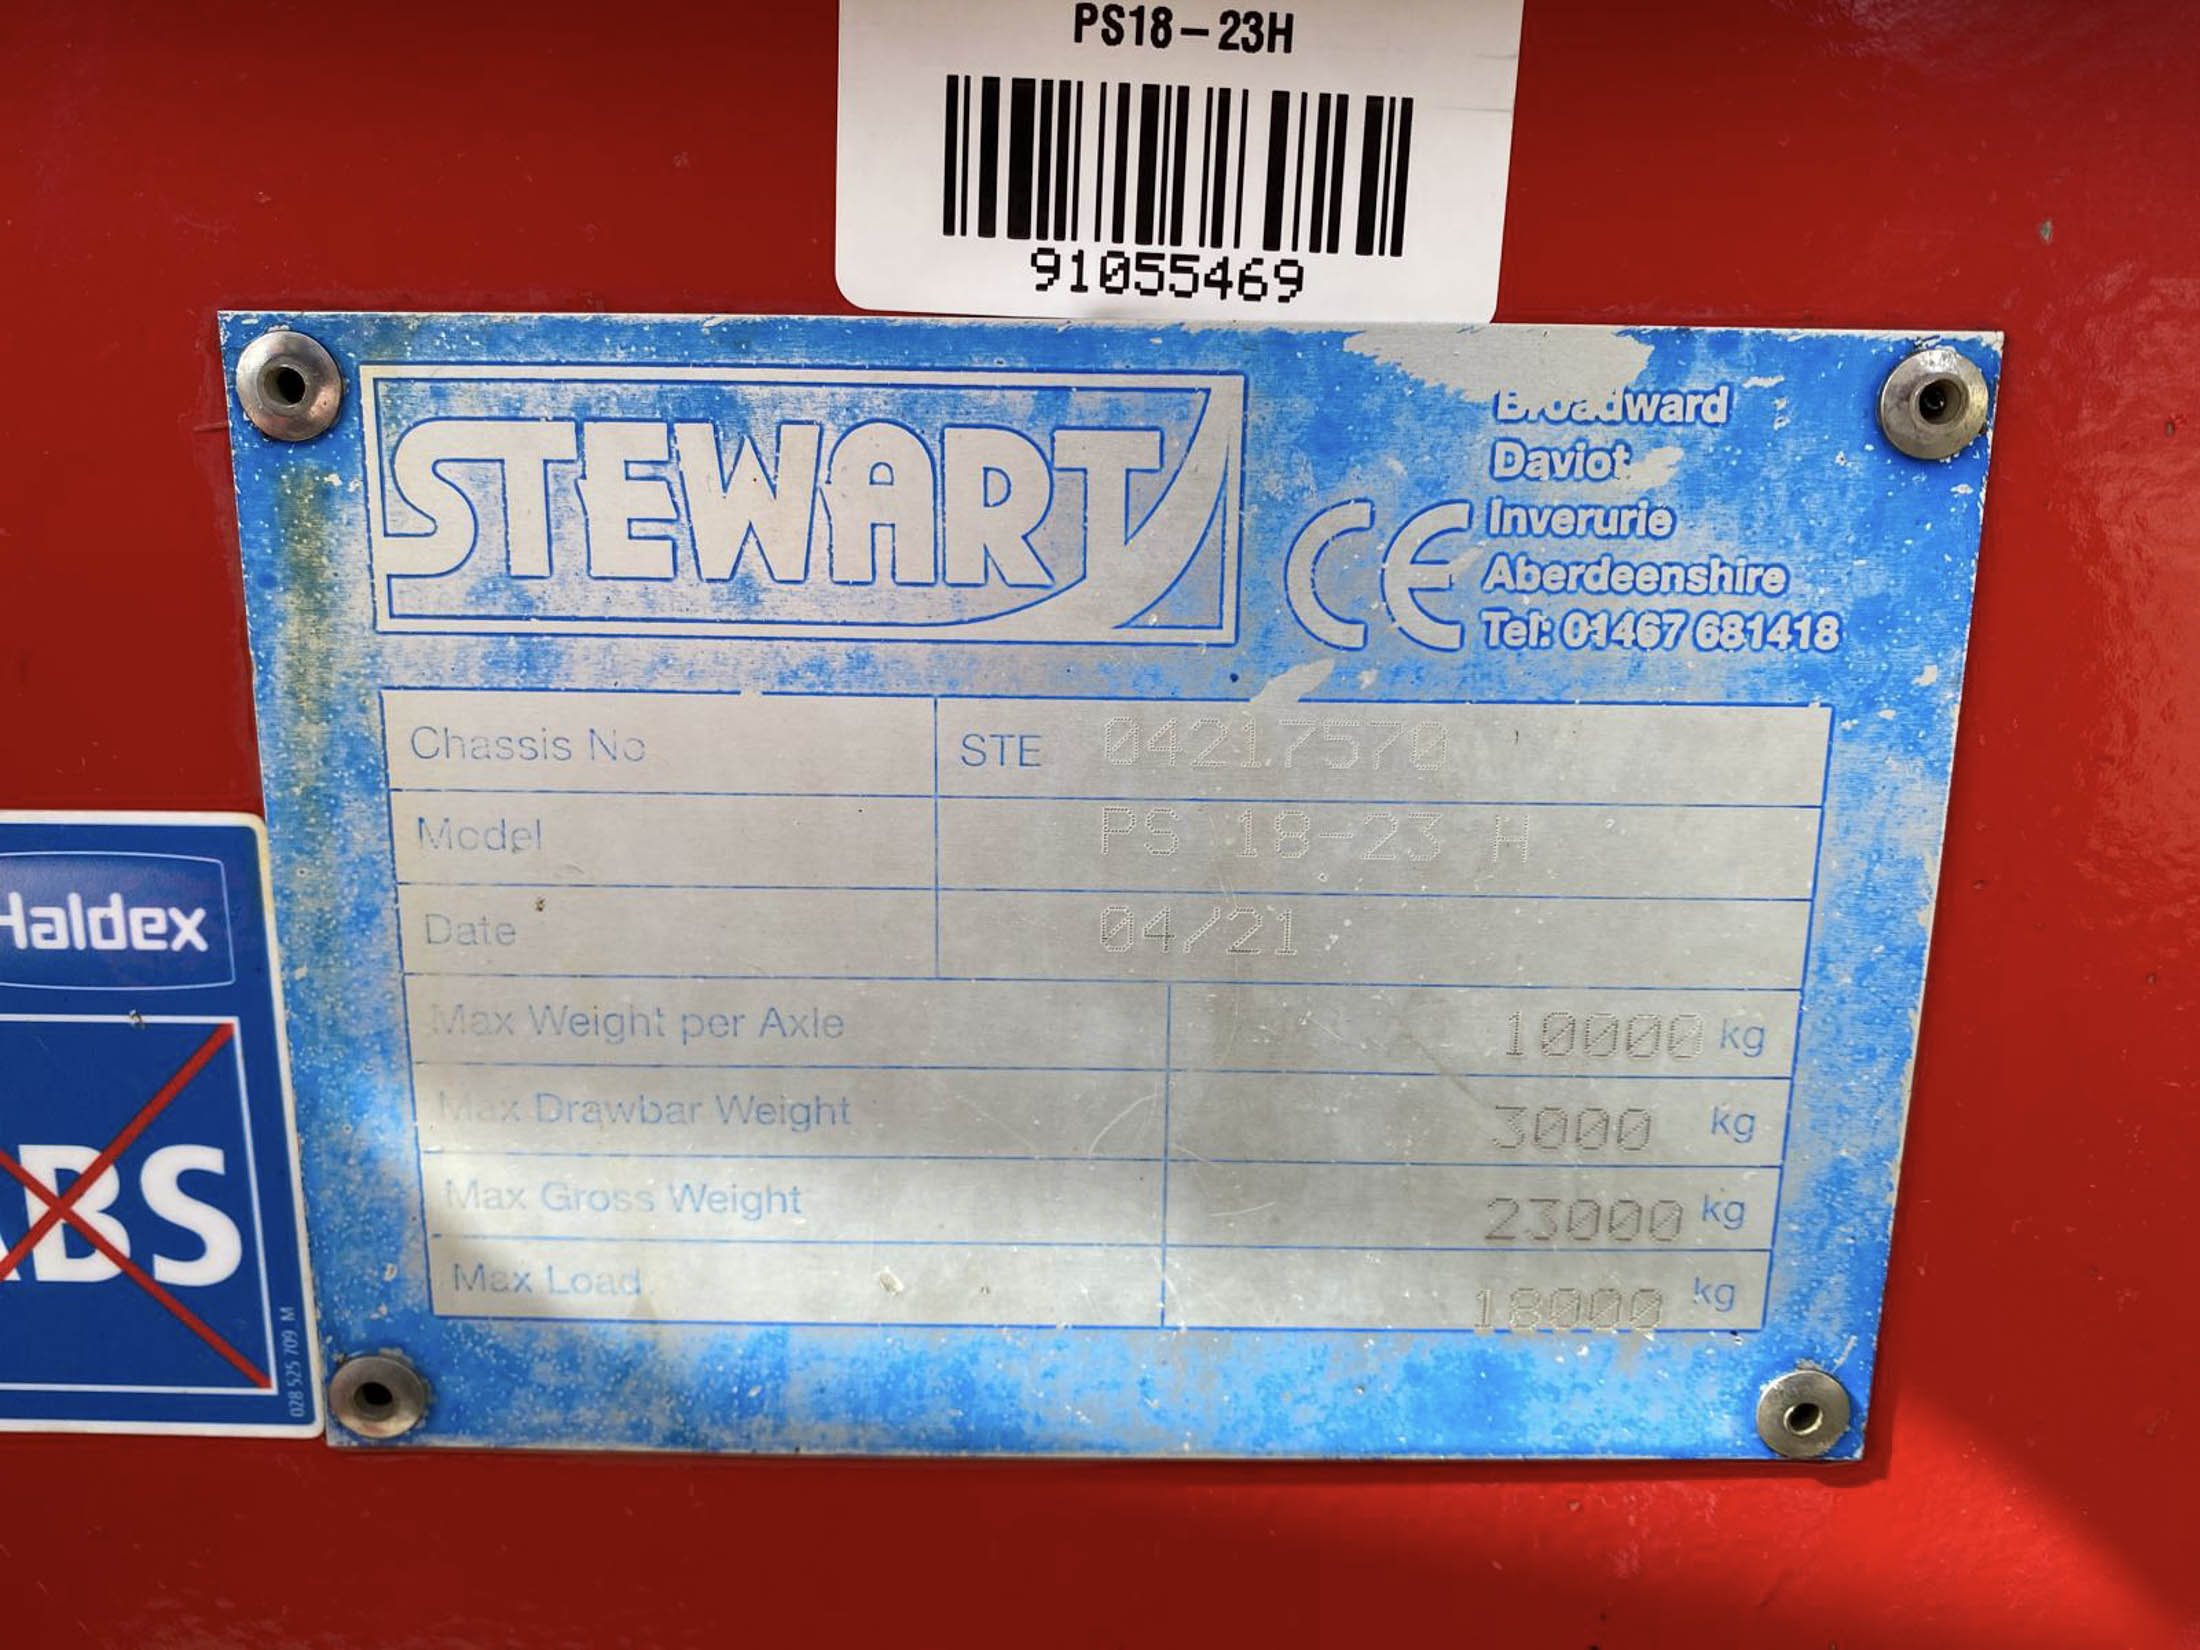 PS18-23H
91055469
STEWART
CE
Broadward
Daviot
Inverurie
Aberdeenshire
Tel: 01467 681418
Chassis No STE 04217570
Model PS 18-23 H
Date 04/21
Max Weight per Axle 10000 kg
Max Drawbar Weight 3000 kg
Max Gross Weight 23000 kg
Max Load 18000 kg
Haldex
ABS
028 525 709 M